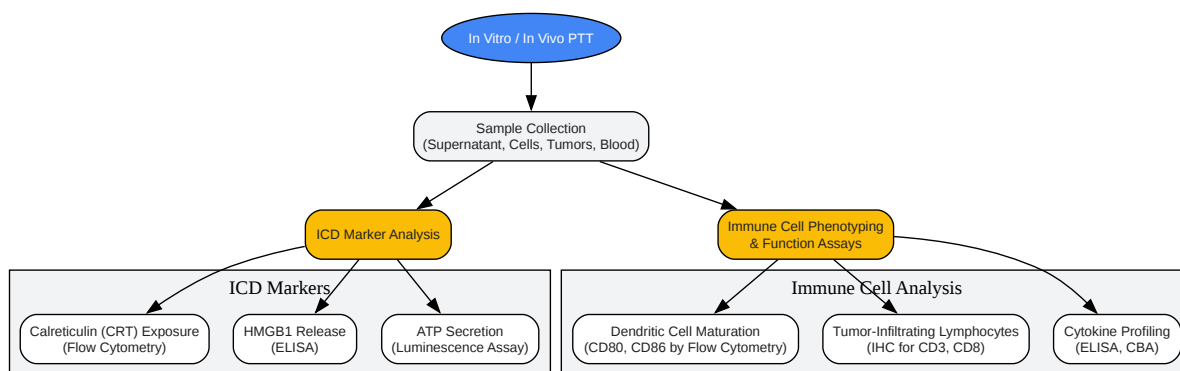 In Vitro / In Vivo PTT
Sample Collection
(Supernatant, Cells, Tumors, Blood)
ICD Marker Analysis
Immune Cell Phenotyping
& Function Assays
ICD Markers
Immune Cell Analysis
Calreticulin (CRT) Exposure
(Flow Cytometry)
HMGB1 Release
(ELISA)
ATP Secretion
(Luminescence Assay)
Dendritic Cell Maturation
(CD80, CD86 by Flow Cytometry)
Tumor-Infiltrating Lymphocytes
(IHC for CD3, CD8)
Cytokine Profiling
(ELISA, CBA)